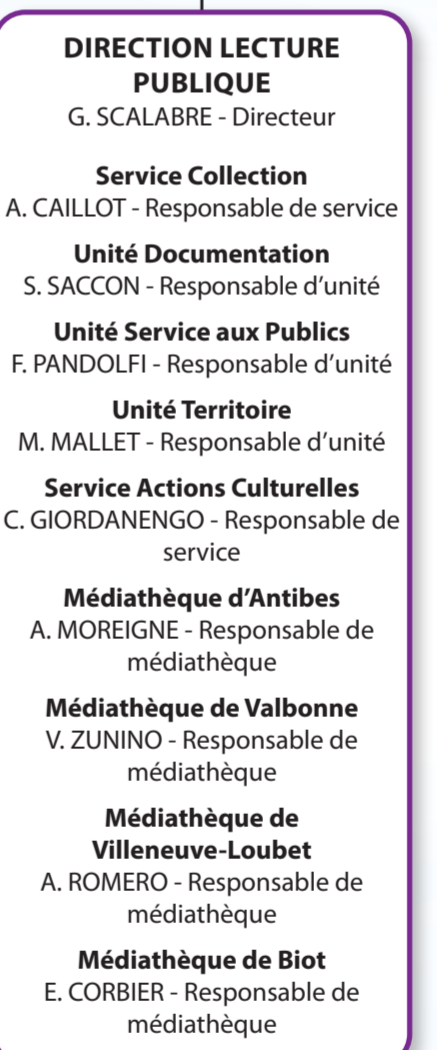 DIRECTION LECTURE
PUBLIQUE
G. SCALABRE - Directeur
Service Collection
A. CAILLOT - Responsable de service
Unité Documentation
S. SACCON - Responsable d’unité
Unité Service aux Publics
F. PANDOLFI - Responsable d’unité
Unité Territoire
M. MALLET - Responsable d’unité
Service Actions Culturelles
C. GIORDANENGO - Responsable de
service
Médiathèque d’Antibes
A. MOREIGNE - Responsable de
médiathèque
Médiathèque de Valbonne
V. ZUNINO - Responsable de
médiathèque
Médiathèque de
Villeneuve-Loubet
A. ROMERO - Responsable de
médiathèque
Médiathèque de Biot
E. CORBIER - Responsable de
médiathèque